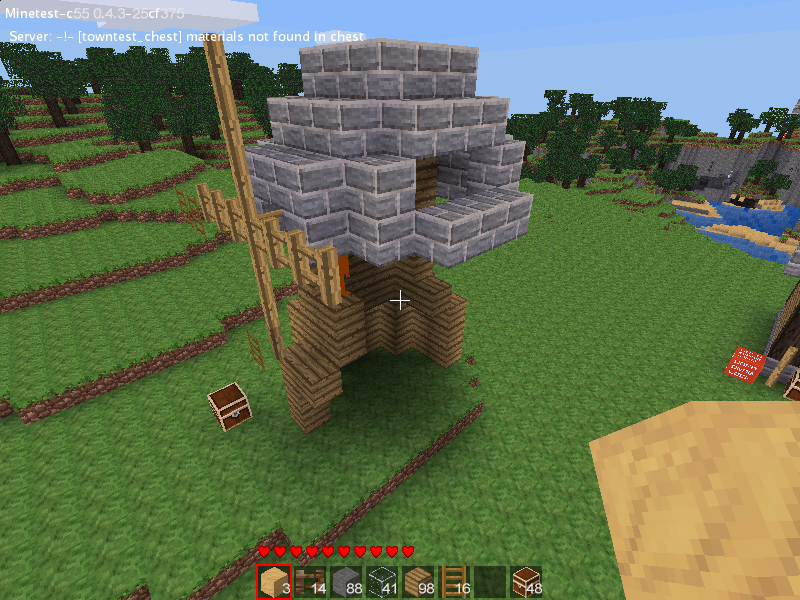 Minetest-c55 0.4.3-25cf375
Server: -!- [towntest_chest] materials not found in chest
3 14 88 41 98 16 48